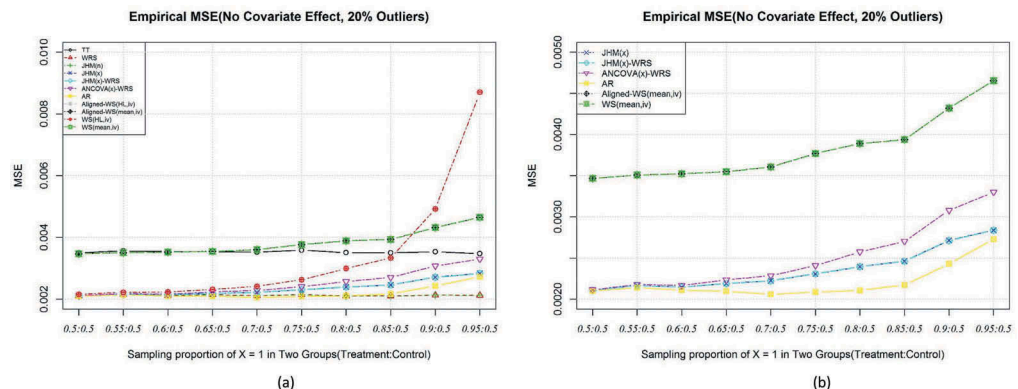 Empirical MSE(No Covariate Effect, 20% Outliers)
MSE
0.010
0.008
0.006
0.004
0.002
TT
WRS
JHM(n)
JHM(x)
JHM(x)-WRS
ANCOVA(x)-WRS
AR
Aligned-WS(HL,iv)
Aligned-WS(mean,iv)
WS(HL,iv)
WS(mean,iv)
0.5:0.5
0.55:0.5
0.6:0.5
0.65:0.5
0.7:0.5
0.75:0.5
0.8:0.5
0.85:0.5
0.9:0.5
0.95:0.5
Sampling proportion of X = 1 in Two Groups(Treatment:Control)
(a)
Empirical MSE(No Covariate Effect, 20% Outliers)
MSE
0.0050
0.0040
0.0030
0.0020
JHM(x)
JHM(x)-WRS
ANCOVA(x)-WRS
AR
Aligned-WS(mean,iv)
WS(mean,iv)
0.5:0.5
0.55:0.5
0.6:0.5
0.65:0.5
0.7:0.5
0.75:0.5
0.8:0.5
0.85:0.5
0.9:0.5
0.95:0.5
Sampling proportion of X = 1 in Two Groups(Treatment:Control)
(b)